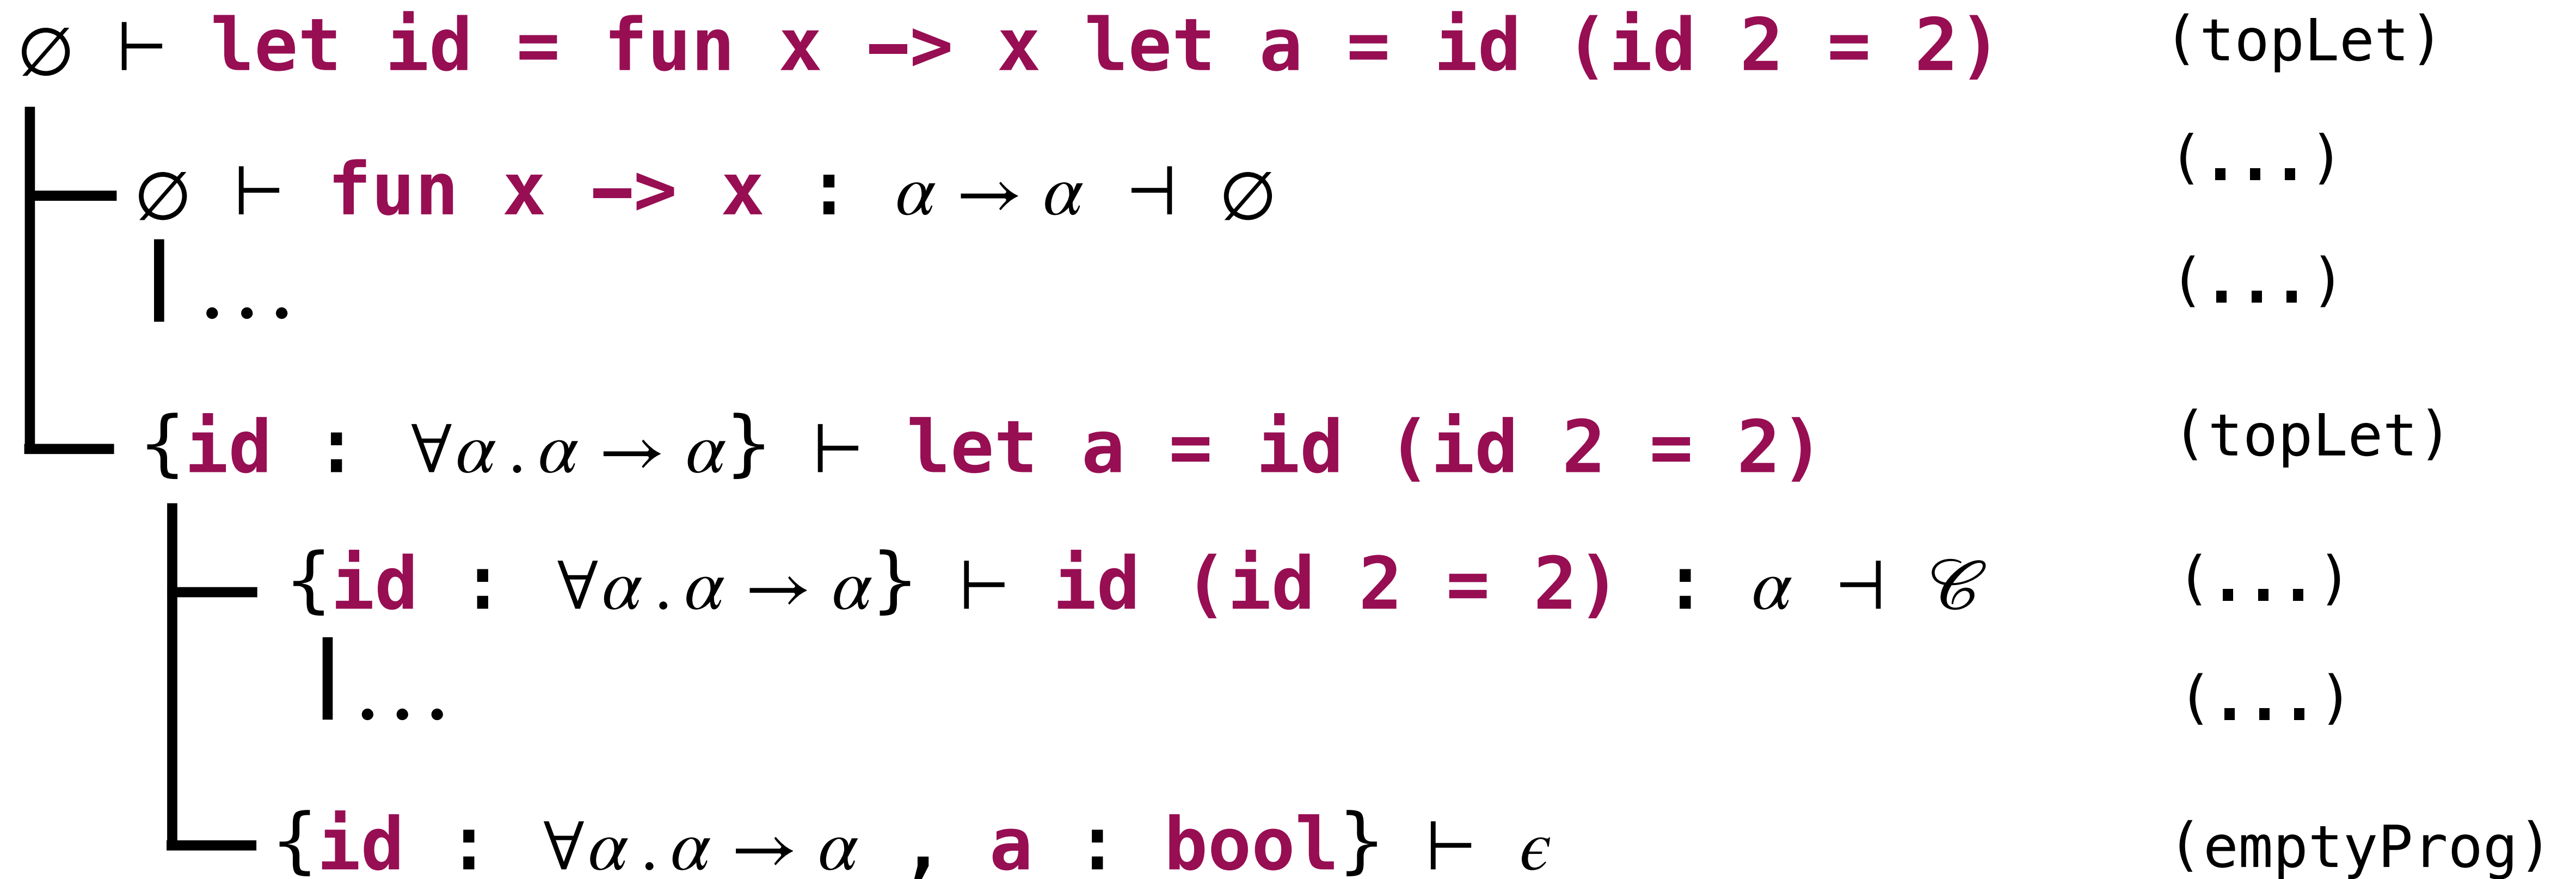 ∅ ⊢ let id = fun x −> x let a = id (id 2 = 2) (topLet)
∅ ⊢ fun x −> x : α → α ⊣ ∅ (...)
... (...)
{id : ∀α . α → α} ⊢ let a = id (id 2 = 2) (topLet)
{id : ∀α . α → α} ⊢ id (id 2 = 2) : α ⊣ 𝒞 (...)
... (...)
{id : ∀α . α → α , a : bool} ⊢ ϵ (emptyProg)